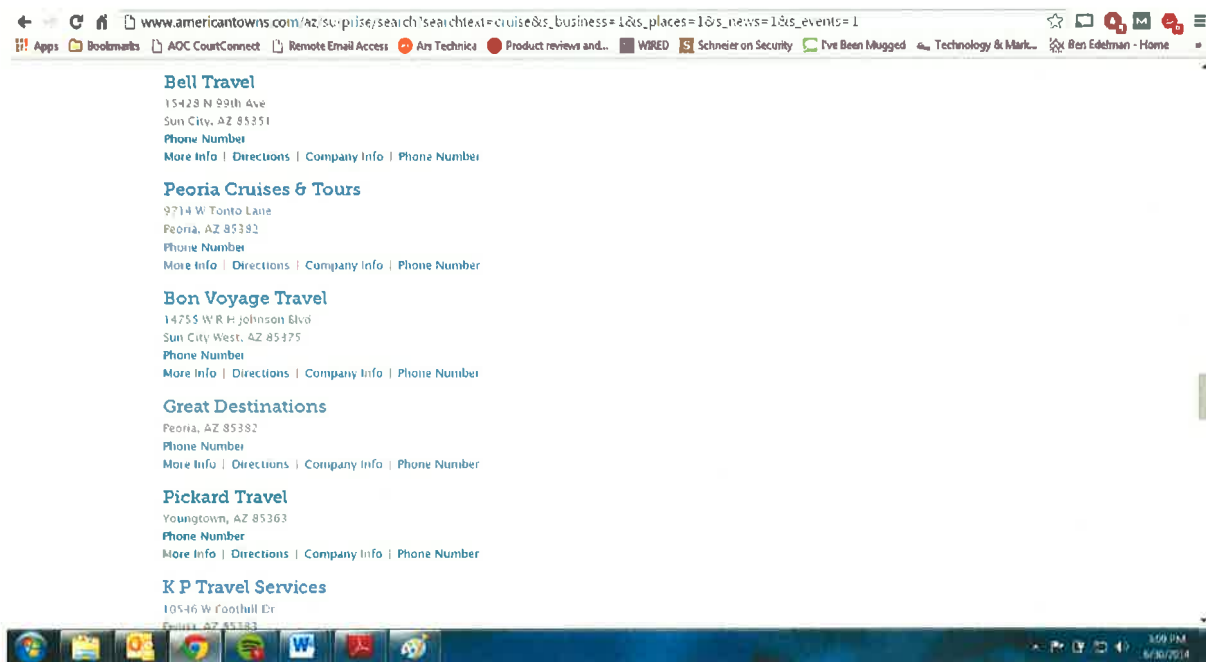 www.americantowns.com/az/surprise/search?searchtext=cruise&s_business=1&s_places=1&s_news=1&s_events=1
Apps Bookmarks AOC CourtConnect Remote Email Access Ars Technica Product reviews and... WIRED Schneier on Security I've Been Mugged Technology & Mark... Ben Edelman - Home
Bell Travel
15428 N 99th Ave
Sun City, AZ 85351
Phone Number
More Info | Directions | Company Info | Phone Number
Peoria Cruises & Tours
9714 W Tonto Lane
Peoria, AZ 85382
Phone Number
More Info | Directions | Company Info | Phone Number
Bon Voyage Travel
14755 W R H Johnson Blvd
Sun City West, AZ 85375
Phone Number
More Info | Directions | Company Info | Phone Number
Great Destinations
Peoria, AZ 85382
Phone Number
More Info | Directions | Company Info | Phone Number
Pickard Travel
Youngtown, AZ 85363
Phone Number
More Info | Directions | Company Info | Phone Number
K P Travel Services
10546 W Foothill Dr
Peoria, AZ 85383
3:09 PM
6/30/2014